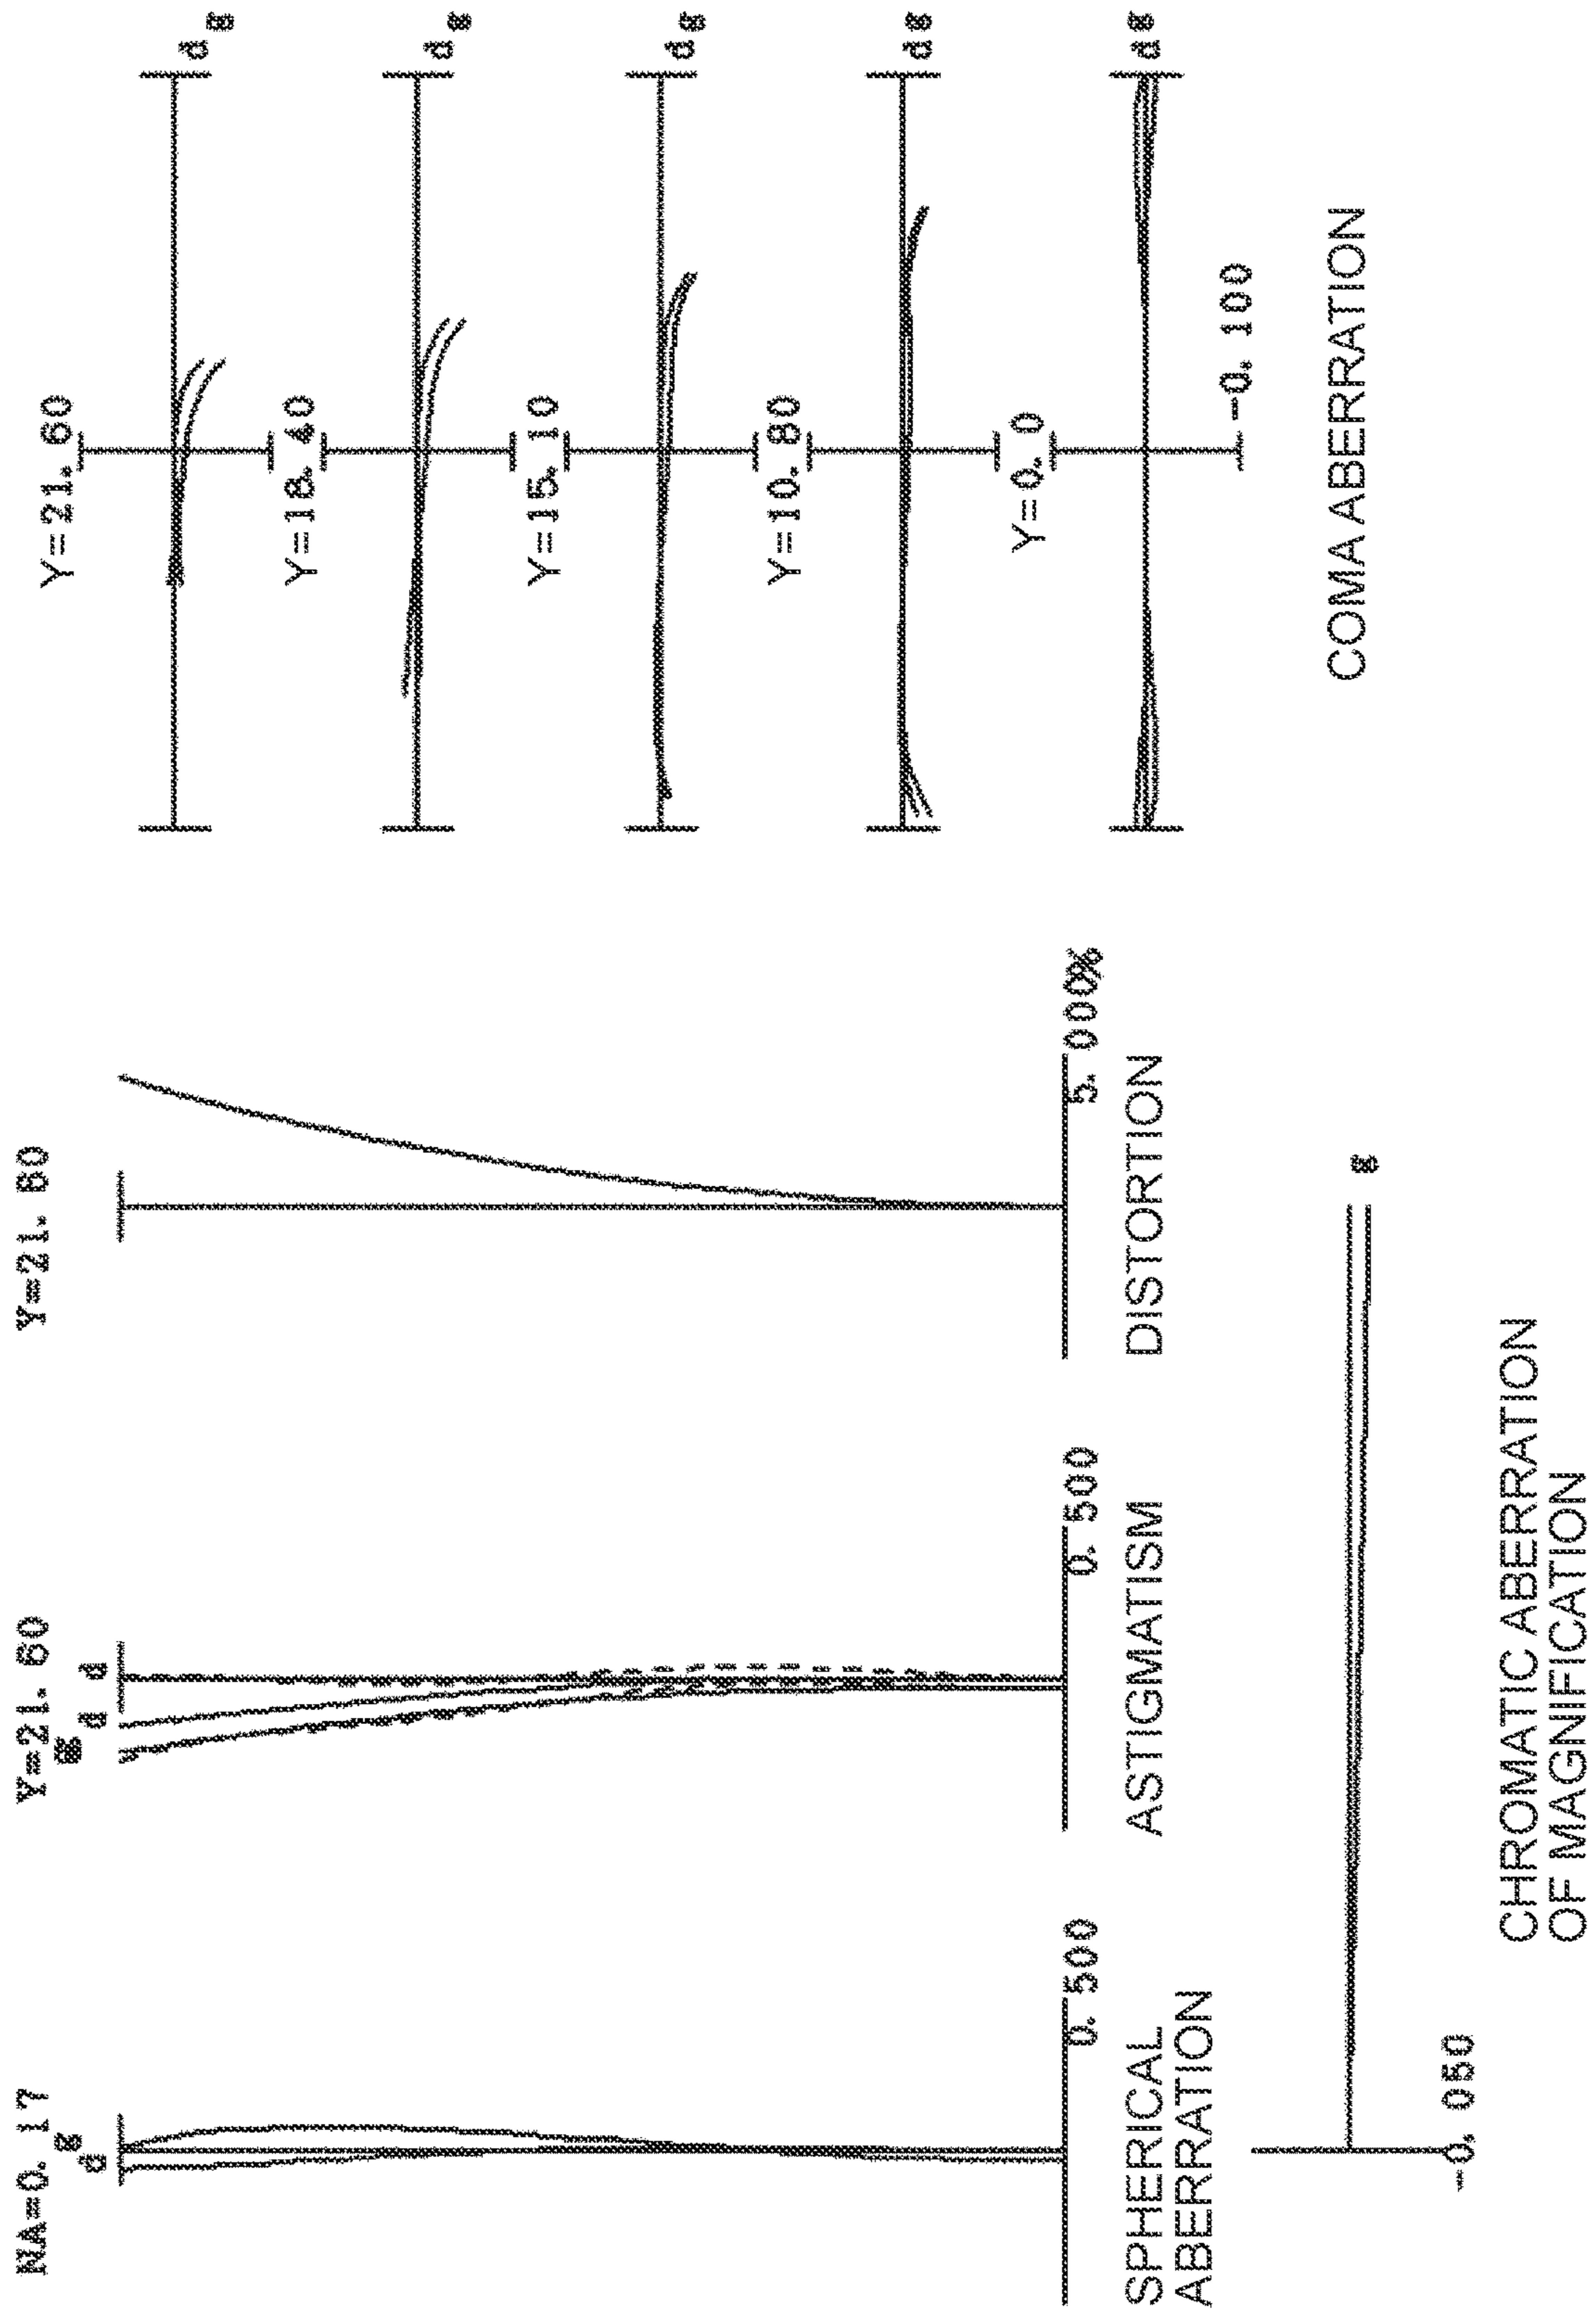 NA=0. 17
d
g
0. 500
SPHERICAL
ABERRATION
Y=21. 60
g
d
d
0. 500
ASTIGMATISM
Y=21. 60
5. 000%
DISTORTION
g
-0. 050
CHROMATIC ABERRATION
OF MAGNIFICATION
Y=21. 60
d
g
Y=18. 40
d
g
Y=15. 10
d
g
Y=10. 80
d
g
Y=0. 0
d
g
-0. 100
COMA ABERRATION